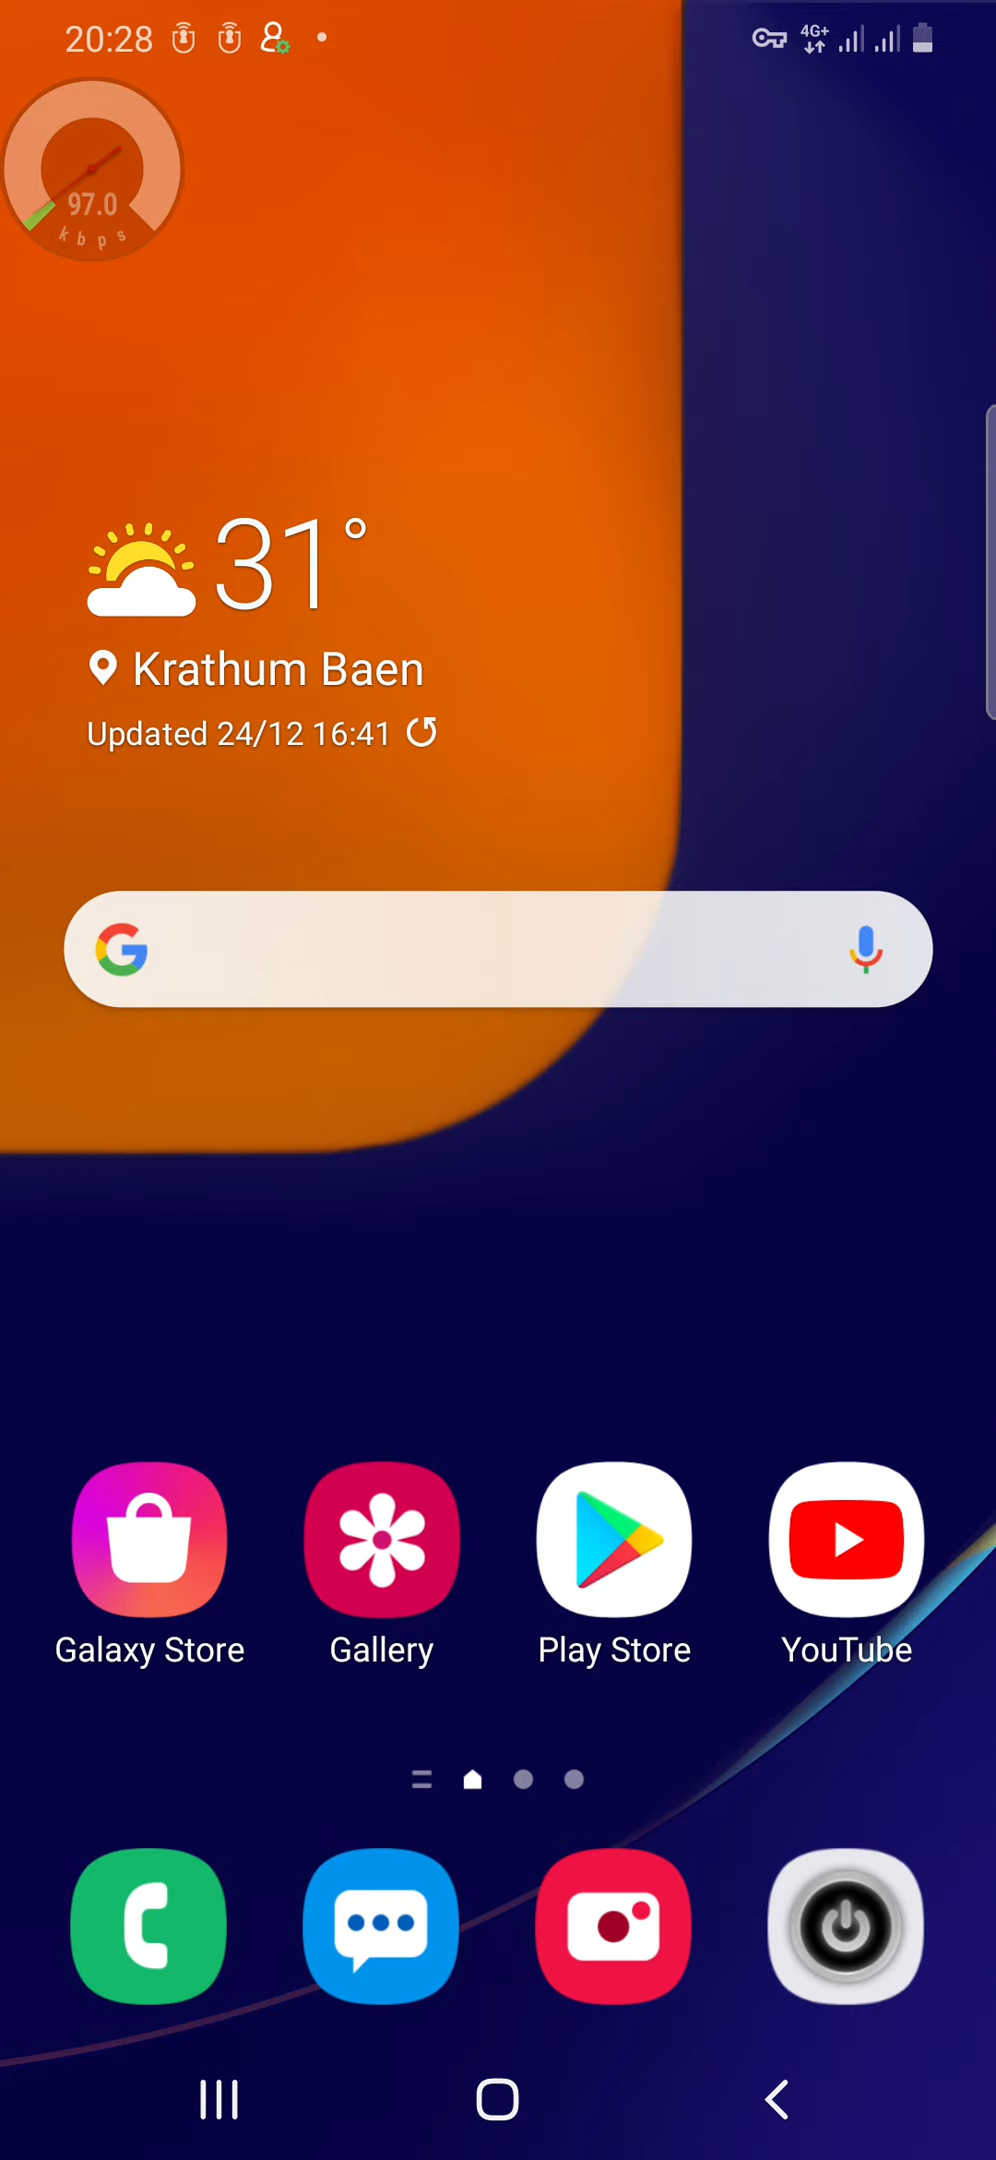 20:28
4G+
97.0
kbps
31°
Krathum Baen
Updated 24/12 16:41
Galaxy Store
Gallery
Play Store
YouTube